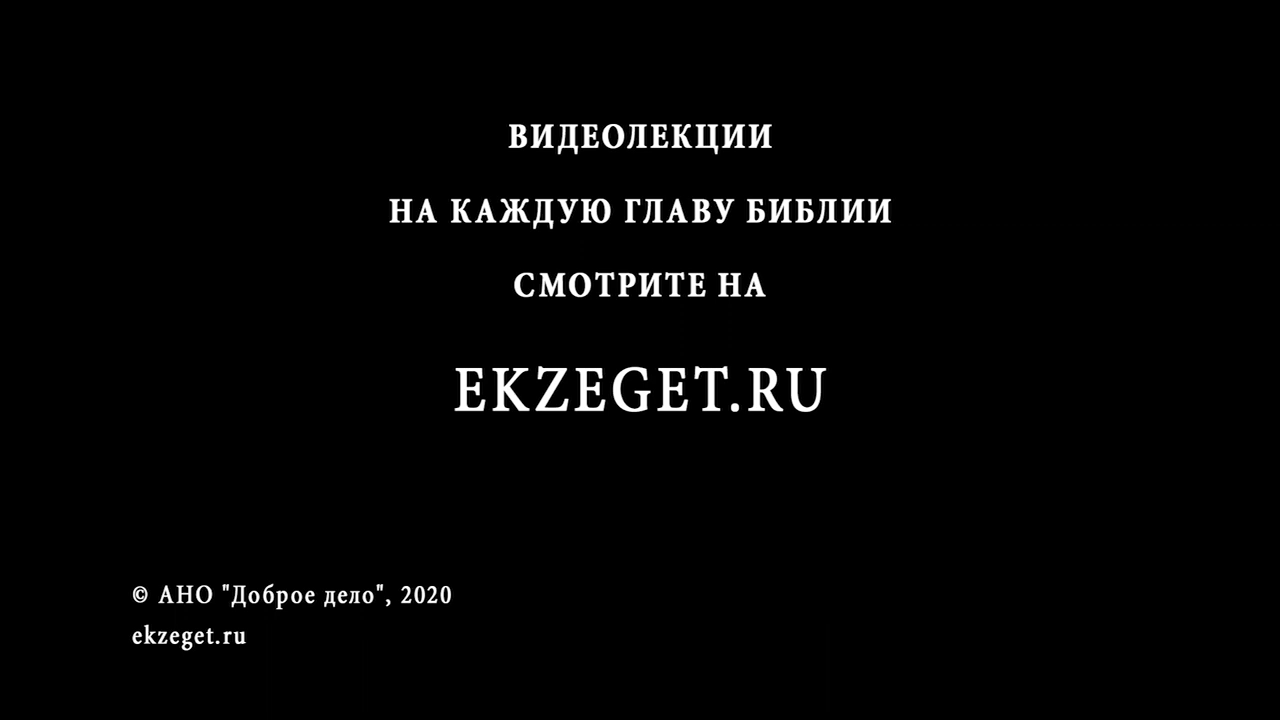 ВИДЕОЛЕКЦИИ
НА КАЖДУЮ ГЛАВУ БИБЛИИ
СМОТРИТЕ НА
EKZEGET.RU
© АНО "Доброе дело", 2020
ekzeget.ru